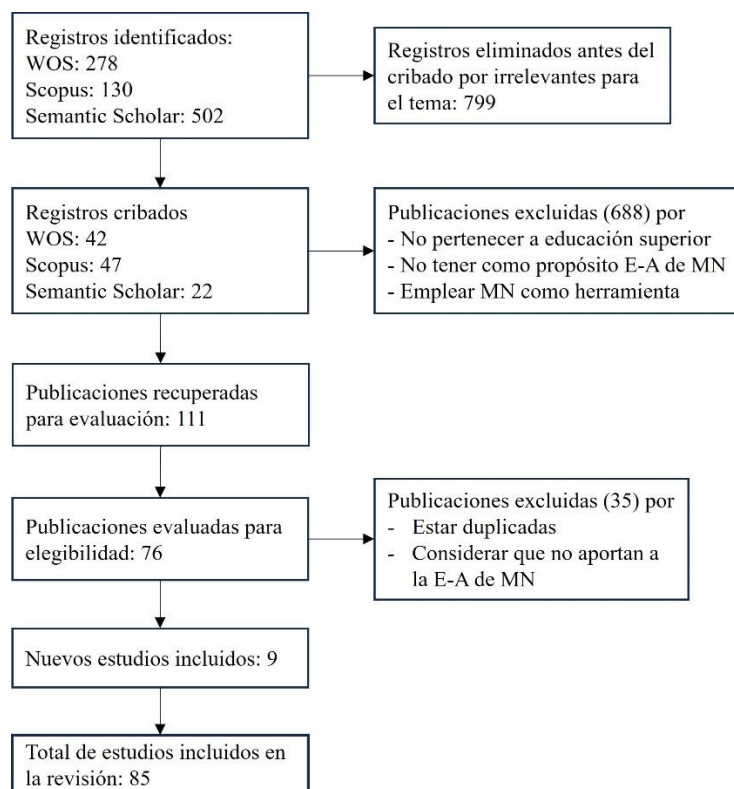 Registros identificados:
WOS: 278
Scopus: 130
Semantic Scholar: 502
Registros eliminados antes del
cribado por irrelevantes para
el tema: 799
Registros cribados
WOS: 42
Scopus: 47
Semantic Scholar: 22
Publicaciones excluidas (688) por
- No pertenecer a educación superior
- No tener como propósito E-A de MN
- Emplear MN como herramienta
Publicaciones recuperadas
para evaluación: 111
Publicaciones evaluadas para
elegibilidad: 76
Publicaciones excluidas (35) por
- Estar duplicadas
- Considerar que no aportan a
la E-A de MN
Nuevos estudios incluidos: 9
Total de estudios incluidos en
la revisión: 85